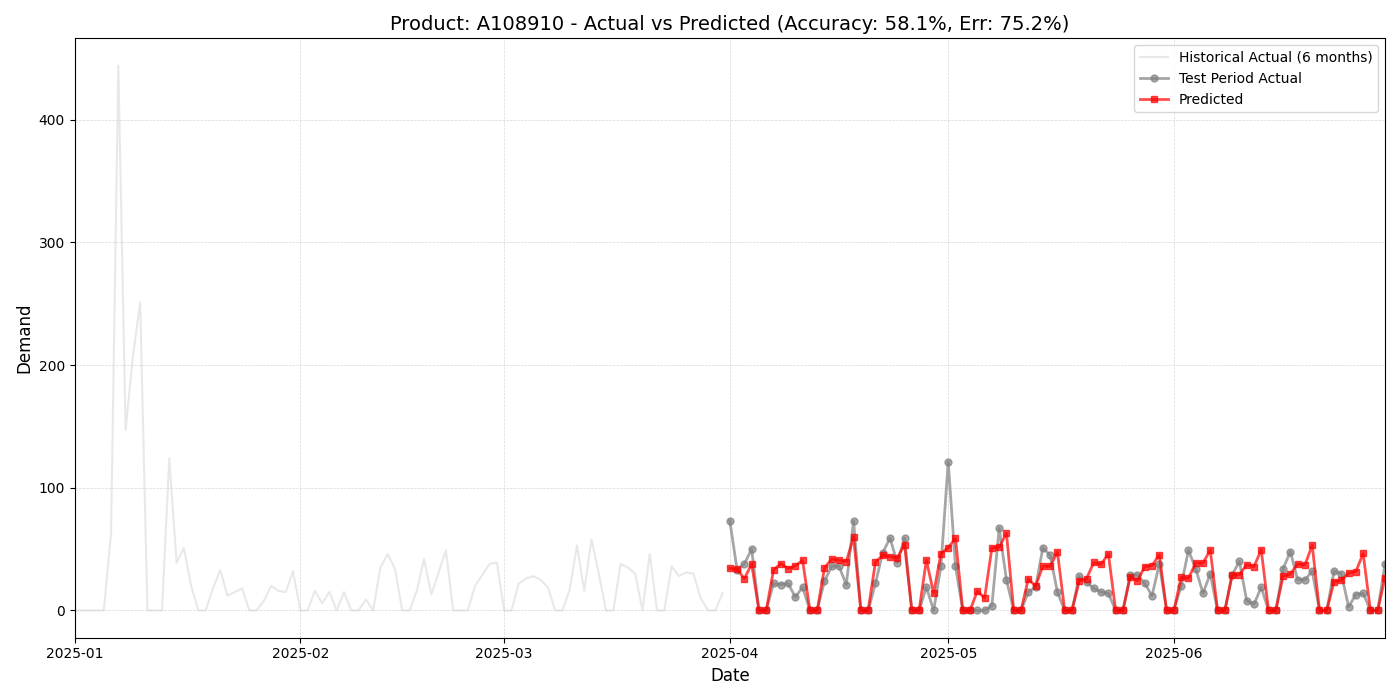 Product: A108910 - Actual vs Predicted (Accuracy: 58.1%, Err: 75.2%)
Historical Actual (6 months)
Test Period Actual
Predicted
400
300
200
100
0
Demand
2025-01
2025-02
2025-03
2025-04
2025-05
2025-06
Date